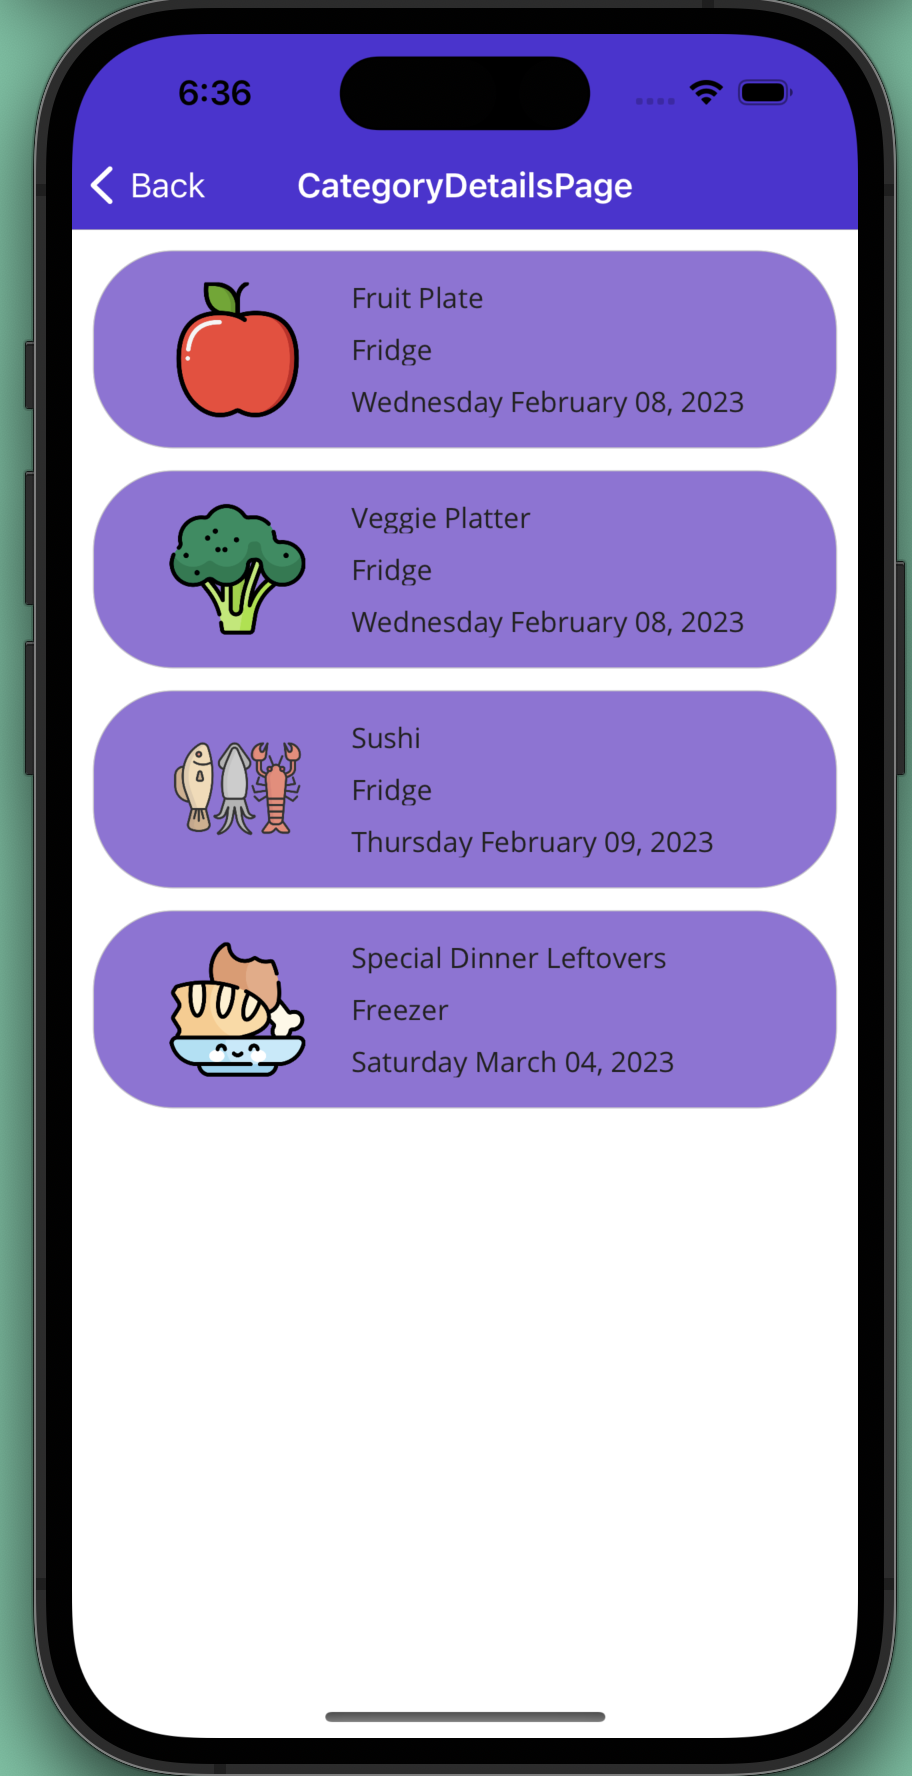 6:36
Back
CategoryDetailsPage
Fruit Plate
Fridge
Wednesday February 08, 2023
Veggie Platter
Fridge
Wednesday February 08, 2023
Sushi
Fridge
Thursday February 09, 2023
Special Dinner Leftovers
Freezer
Saturday March 04, 2023